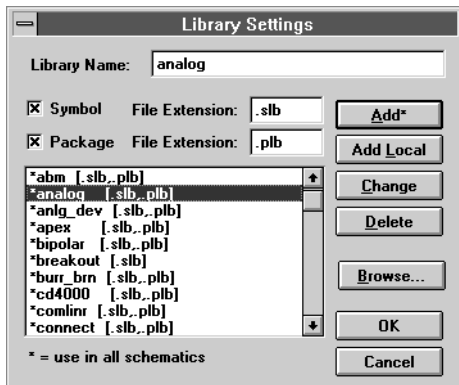 Library Settings
Library Name: analog
Symbol File Extension: .slb
Package File Extension: .plb
Add*
Add Local
Change
Delete
Browse...
OK
Cancel
*abm [.slb,.plb]
*analog [.slb,.plb]
*anlg_dev [.slb,.plb]
*apex [.slb,.plb]
*bipolar [.slb,.plb]
*breakout [.slb]
*burr_brn [.slb,.plb]
*cd4000 [.slb,.plb]
*comlinr [.slb,.plb]
*connect [.slb,.plb]
* = use in all schematics